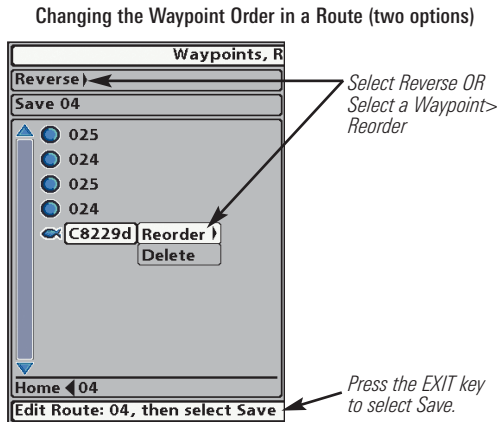 Changing the Waypoint Order in a Route (two options)
Waypoints, R
Reverse
Save 04
025
024
025
024
C8229d Reorder
Delete
Home 04
Edit Route: 04, then select Save
Select Reverse OR
Select a Waypoint>
Reorder
Press the EXIT key
to select Save.